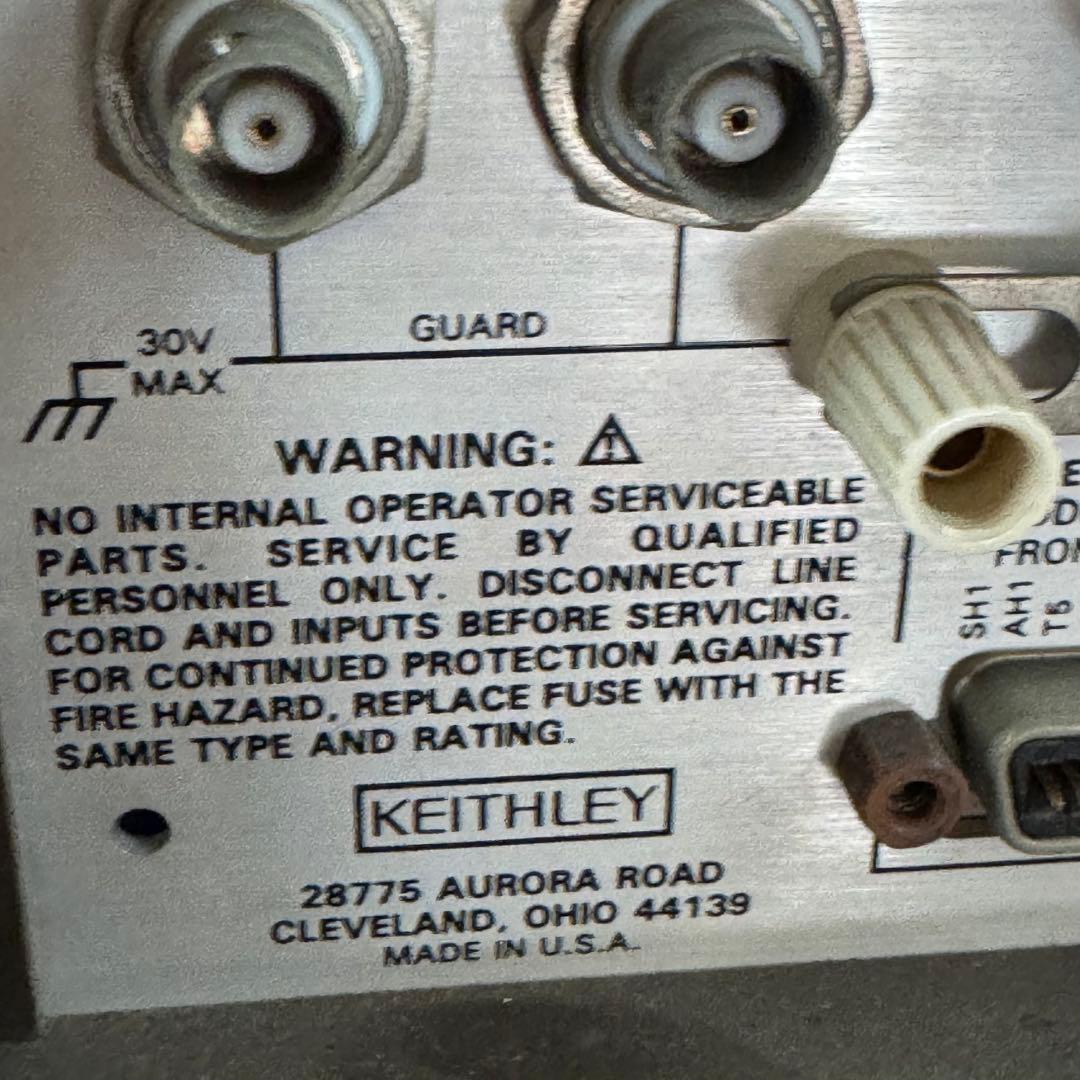 30V
MAX
GUARD
WARNING:
NO INTERNAL OPERATOR SERVICEABLE
PARTS. SERVICE BY QUALIFIED
PERSONNEL ONLY. DISCONNECT LINE
CORD AND INPUTS BEFORE SERVICING.
FOR CONTINUED PROTECTION AGAINST
FIRE HAZARD, REPLACE FUSE WITH THE
SAME TYPE AND RATING.
KEITHLEY
28775 AURORA ROAD
CLEVELAND, OHIO 44139
MADE IN U.S.A.
SH1
AH1